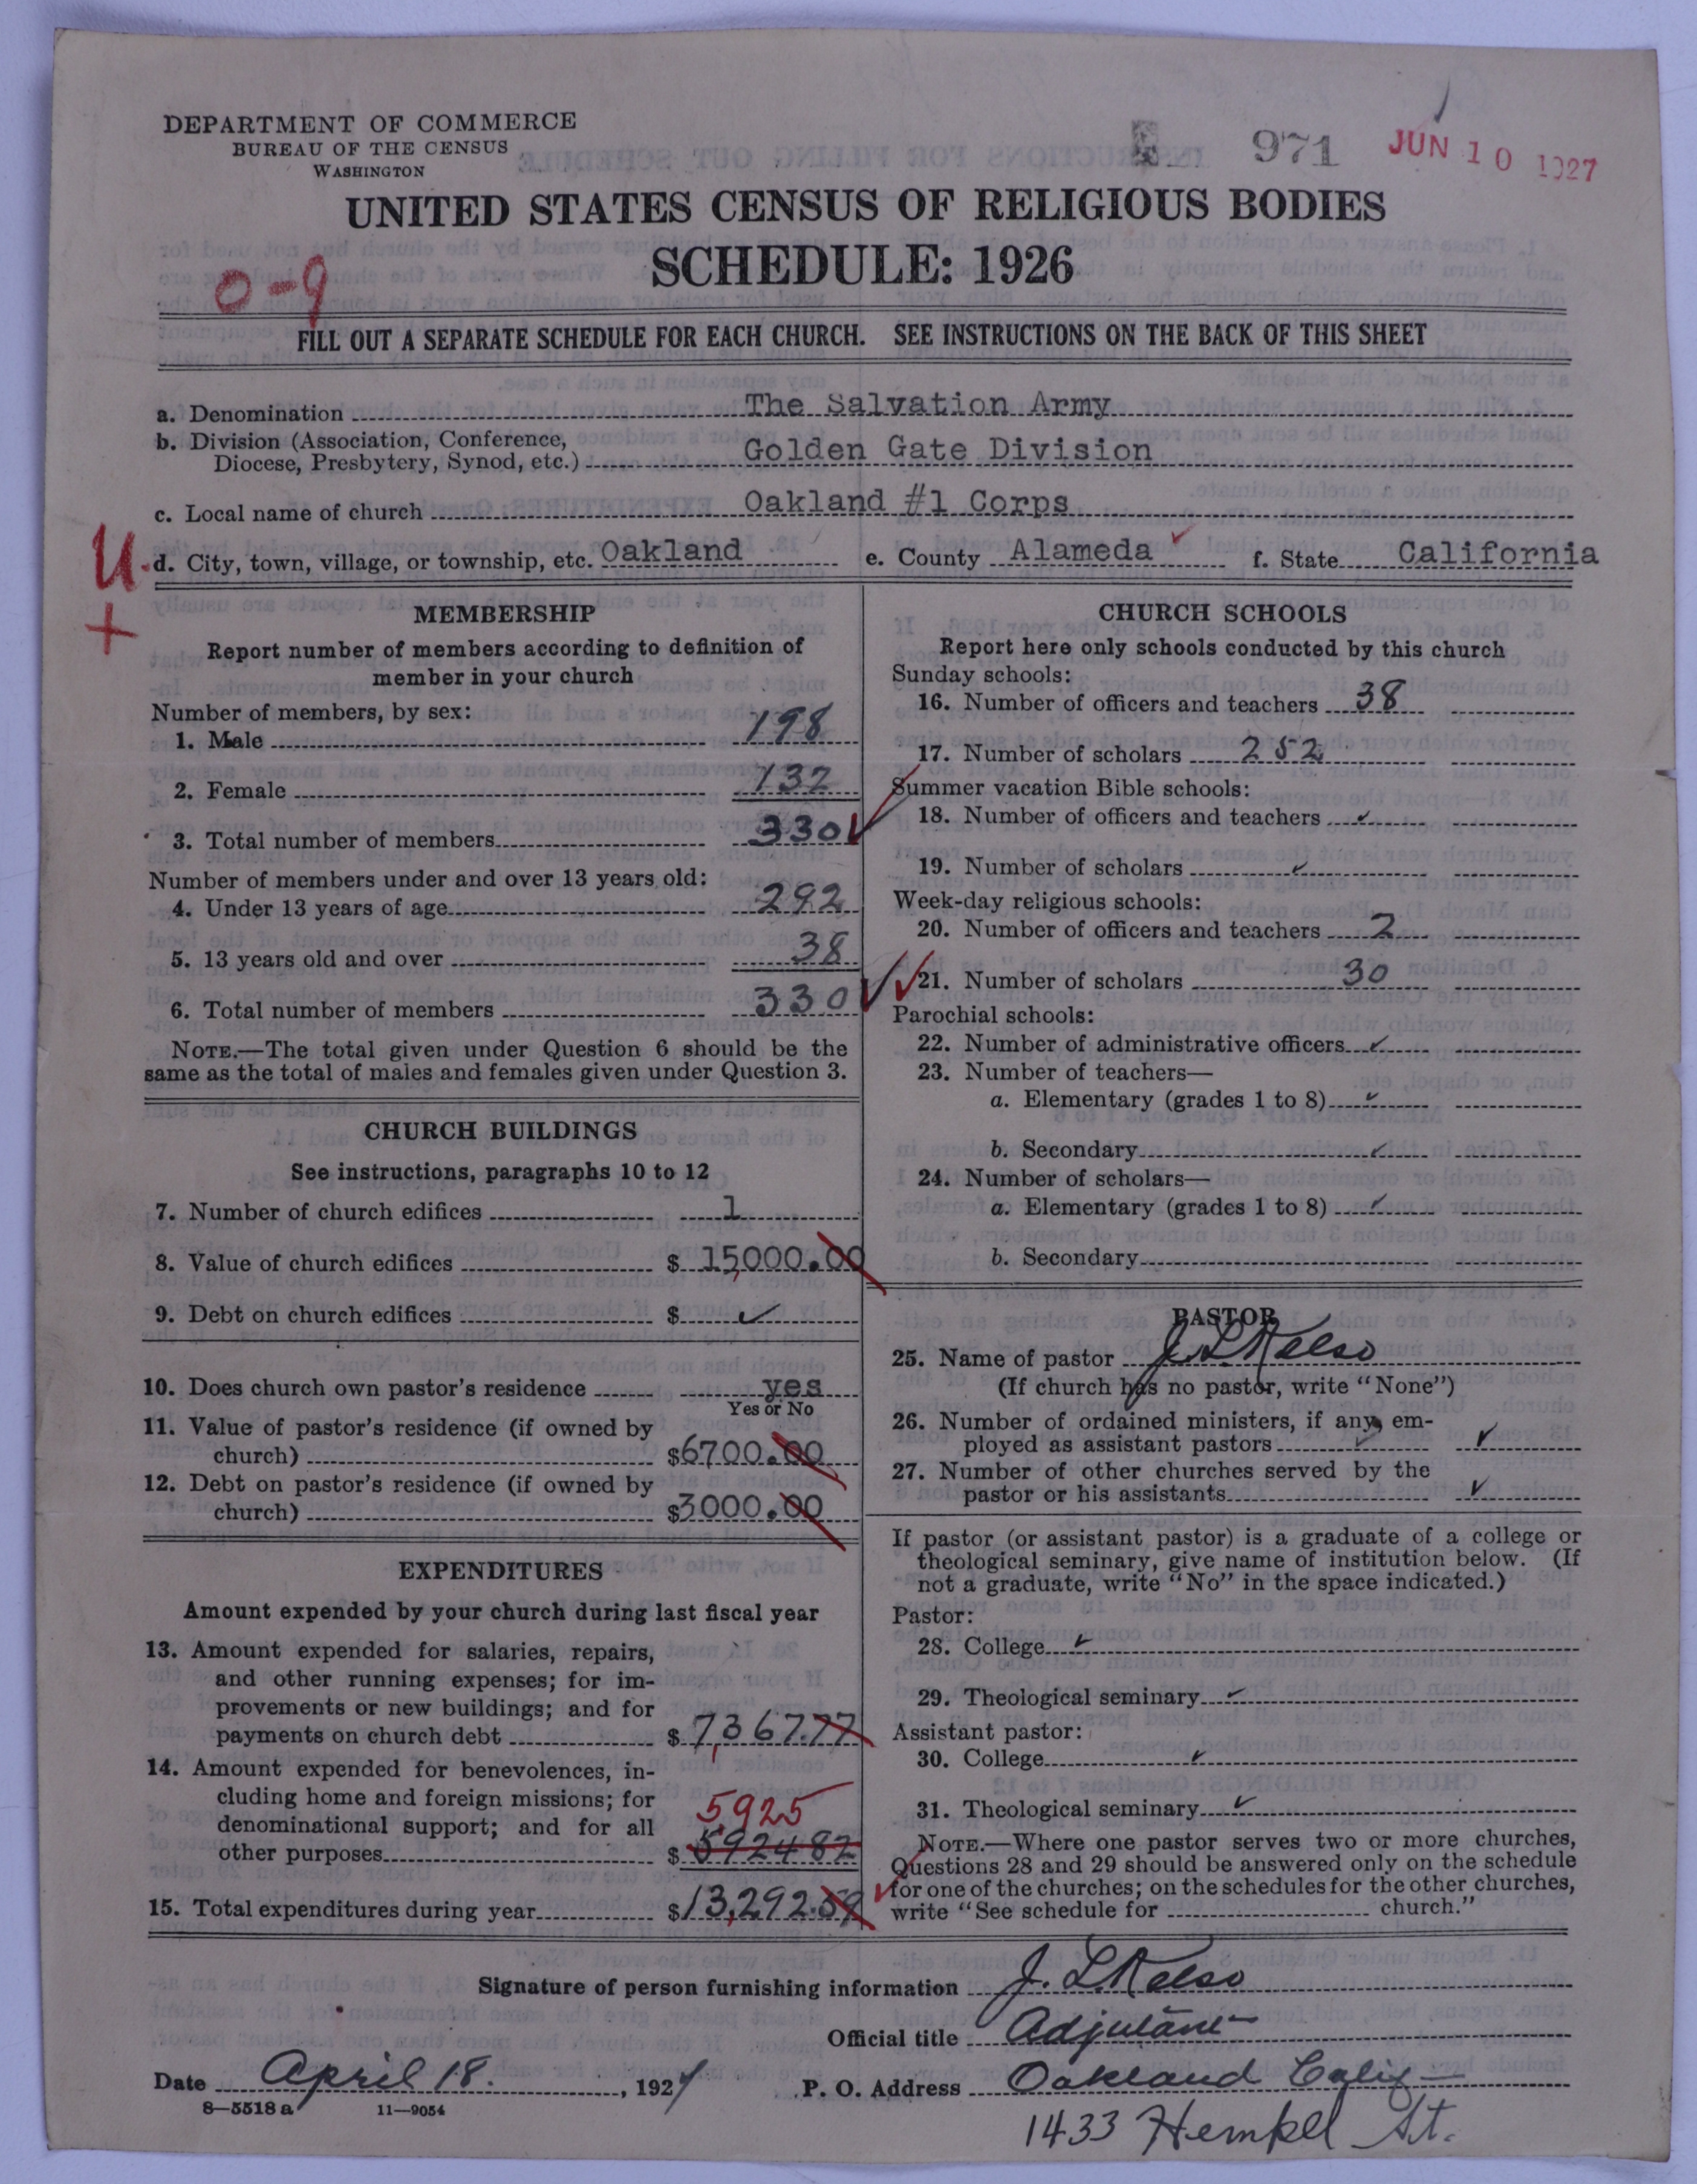 DEPARTMENT OF COMMERCE
BUREAU OF THE CENSUS
WASHINGTON
971 JUN 10 1927
UNITED STATES CENSUS OF RELIGIOUS BODIES
SCHEDULE: 1926
0-9
FILL OUT A SEPARATE SCHEDULE FOR EACH CHURCH. SEE INSTRUCTIONS ON THE BACK OF THIS SHEET
a. Denomination The Salvation Army
b. Division (Association, Conference,
Diocese, Presbytery, Synod, etc.) Golden Gate Division
c. Local name of church Oakland #1 Corps
U d. City, town, village, or township, etc. Oakland e. County Alameda ✓ f. State California
+
MEMBERSHIP
Report number of members according to definition of
member in your church
Number of members, by sex:
1. Male 198
2. Female 132
3. Total number of members 330 ✓
Number of members under and over 13 years old:
4. Under 13 years of age 292
5. 13 years old and over 38
6. Total number of members 330 ✓
NOTE.—The total given under Question 6 should be the
same as the total of males and females given under Question 3.
CHURCH BUILDINGS
See instructions, paragraphs 10 to 12
7. Number of church edifices 1
8. Value of church edifices $ 15,000.00
9. Debt on church edifices $ ✓
10. Does church own pastor's residence yes
Yes or No
11. Value of pastor's residence (if owned by
church) $6700.00
12. Debt on pastor's residence (if owned by
church) $3000.00
EXPENDITURES
Amount expended by your church during last fiscal year
13. Amount expended for salaries, repairs,
and other running expenses; for im-
provements or new buildings; and for
payments on church debt $ 7,367.77
14. Amount expended for benevolences, in-
cluding home and foreign missions; for
denominational support; and for all 5,925
other purposes $ 5924 82
15. Total expenditures during year $13,292.59
CHURCH SCHOOLS
Report here only schools conducted by this church
Sunday schools:
16. Number of officers and teachers 38
17. Number of scholars 252
Summer vacation Bible schools:
18. Number of officers and teachers ✓
19. Number of scholars ✓
Week-day religious schools:
20. Number of officers and teachers 2
✓ 21. Number of scholars 30
Parochial schools:
22. Number of administrative officers ✓
23. Number of teachers—
a. Elementary (grades 1 to 8) ✓
b. Secondary ✓
24. Number of scholars—
a. Elementary (grades 1 to 8) ✓
b. Secondary
PASTOR
25. Name of pastor J. L. Kelso
(If church has no pastor, write "None")
26. Number of ordained ministers, if any, em-
ployed as assistant pastors ✓ ✓
27. Number of other churches served by the
pastor or his assistants ✓
If pastor (or assistant pastor) is a graduate of a college or
theological seminary, give name of institution below. (If
not a graduate, write "No" in the space indicated.)
Pastor:
28. College ✓
29. Theological seminary ✓
Assistant pastor:
30. College ✓
31. Theological seminary ✓
NOTE.—Where one pastor serves two or more churches,
Questions 28 and 29 should be answered only on the schedule
✓ for one of the churches; on the schedules for the other churches,
write "See schedule for church."
Signature of person furnishing information J. L. Kelso
Official title Adjutant
Date April 18. , 1927 P. O. Address Oakland Calif
8—5518 a 11—9054
1433 Hempel St.